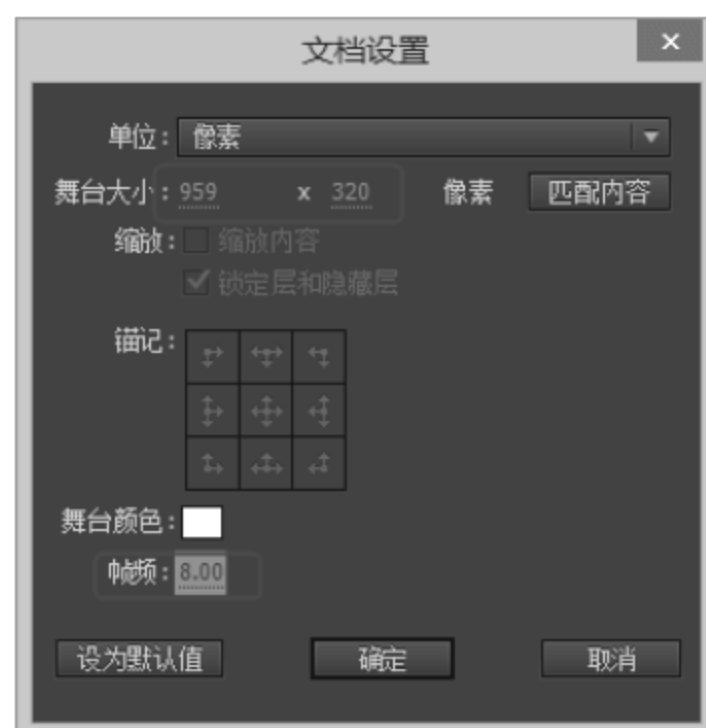 文档设置
单位: 像素
舞台大小: 959 x 320 像素 匹配内容
缩放: 缩放内容
锁定层和隐藏层
锚记:
舞台颜色:
帧频: 8.00
设为默认值 确定 取消